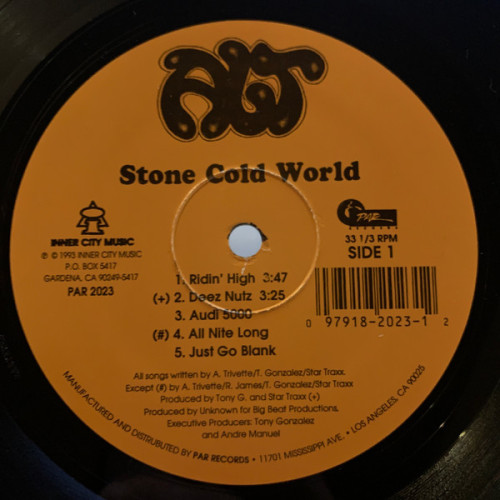 ALT
Stone Cold World
INNER CITY MUSIC
℗ © 1993 INNER CITY MUSIC
P.O. BOX 5417
GARDENA, CA 90249-5417
PAR 2023
PAR
RECORDS
33 1/3 RPM
SIDE 1
1. Ridin' High 3:47
(+) 2. Deez Nutz 3:25
3. Audi 5000
(#) 4. All Nite Long
5. Just Go Blank
0 97918-2023-1 2
All songs written by A. Trivette/T. Gonzalez/Star Traxx.
Except (#) by A. Trivette/R. James/T. Gonzalez/Star Traxx
Produced by Tony G. and Star Traxx (+)
Produced by Unknown for Big Beat Productions,
Executive Producers: Tony Gonzalez
and Andre Manuel
MANUFACTURED AND DISTRIBUTED BY PAR RECORDS • 11701 MISSISSIPPI AVE. • LOS ANGELES, CA 90025